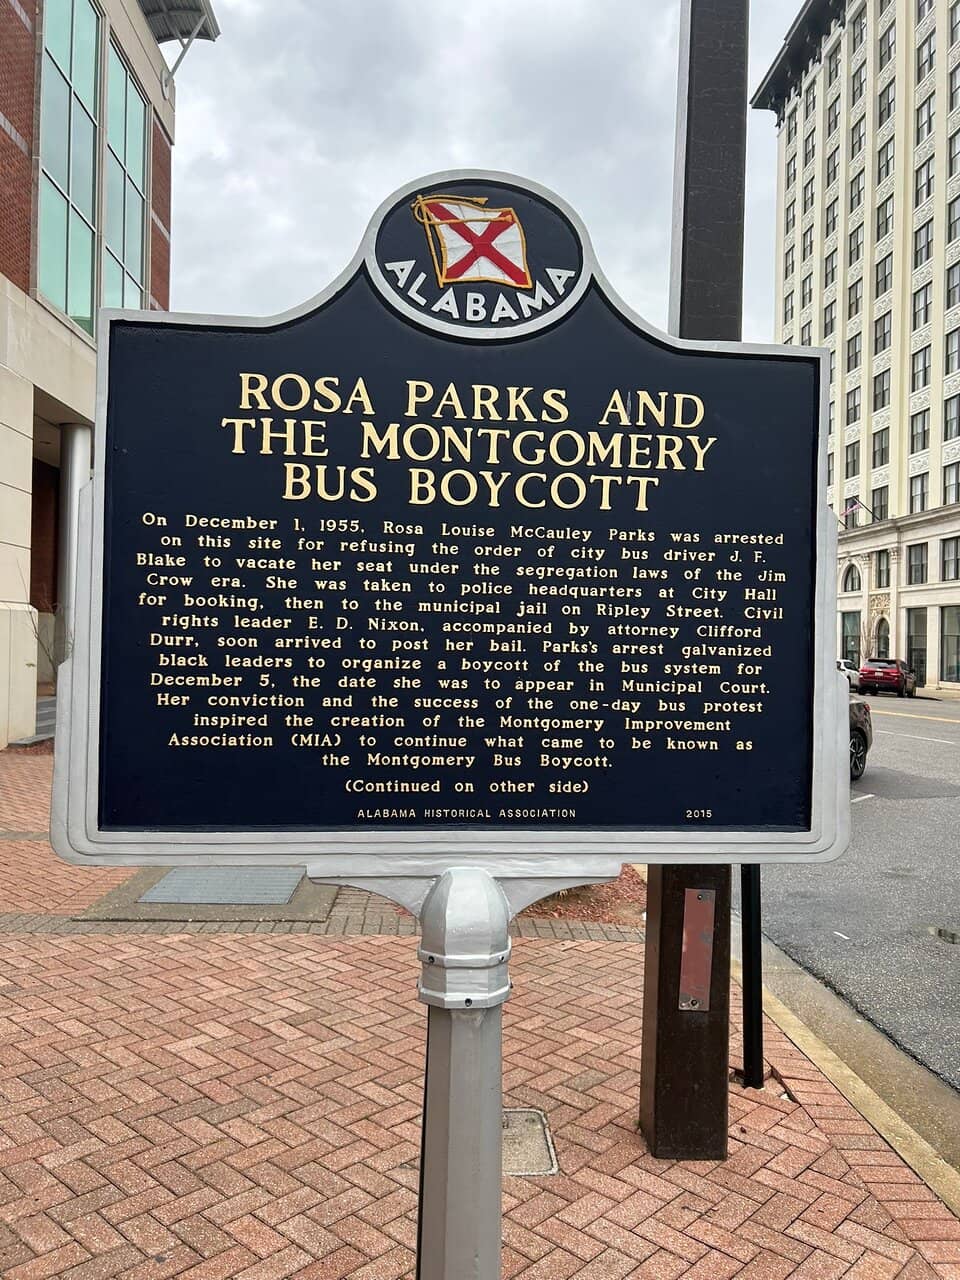 ALABAMA
ROSA PARKS AND
THE MONTGOMERY
BUS BOYCOTT
On December 1, 1955, Rosa Louise McCauley Parks was arrested
on this site for refusing the order of city bus driver J. F.
Blake to vacate her seat under the segregation laws of the Jim
Crow era. She was taken to police headquarters at City Hall
for booking, then to the municipal jail on Ripley Street. Civil
rights leader E. D. Nixon, accompanied by attorney Clifford
Durr, soon arrived to post her bail. Parks's arrest galvanized
black leaders to organize a boycott of the bus system for
December 5, the date she was to appear in Municipal Court.
Her conviction and the success of the one-day bus protest
inspired the creation of the Montgomery Improvement
Association (MIA) to continue what came to be known as
the Montgomery Bus Boycott.
(Continued on other side)
ALABAMA HISTORICAL ASSOCIATION 2015